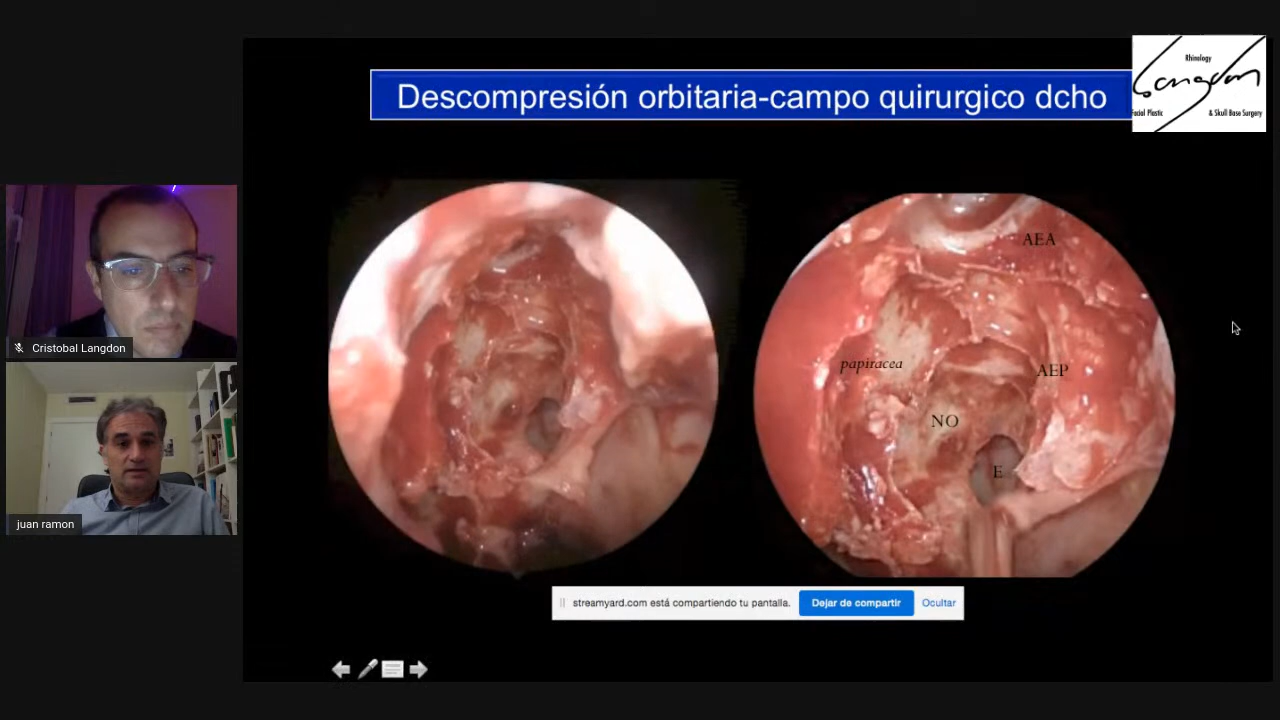 Descompresión orbitaria-campo quirurgico dcho
Rhinology
Langdon
Facial Plastic & Skull Base Surgery
Cristobal Langdon
juan ramon
AEA
papiracea
AEP
NO
E
streamyard.com está compartiendo tu pantalla. Dejar de compartir Ocultar